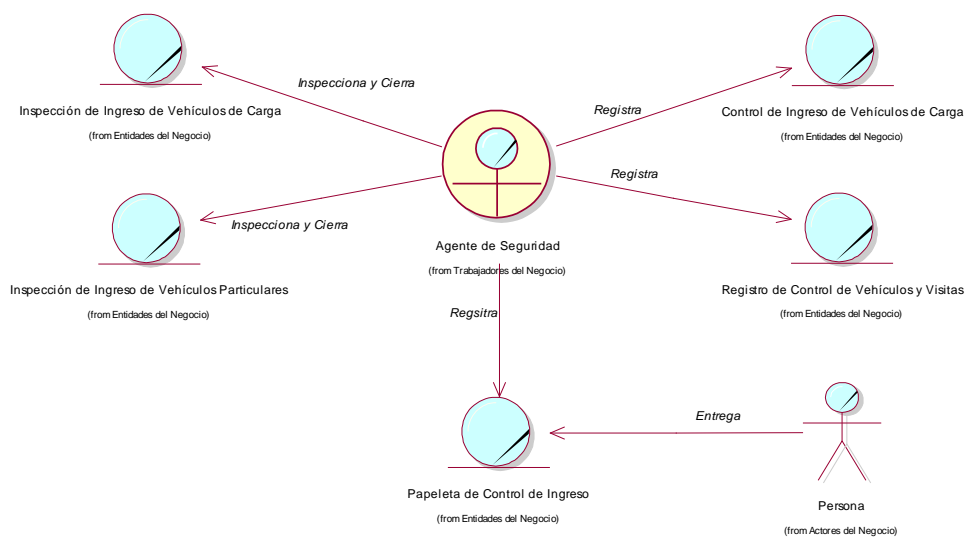 Inspecciona y Cierra
Registra
Inspección de Ingreso de Vehículos de Carga
(from Entidades del Negocio)
Control de Ingreso de Vehículos de Carga
(from Entidades del Negocio)
Registra
Inspecciona y Cierra
Agente de Seguridad
(from Trabajadores del Negocio)
Inspección de Ingreso de Vehículos Particulares
(from Entidades del Negocio)
Registro de Control de Vehículos y Visitas
(from Entidades del Negocio)
Regsitra
Entrega
Papeleta de Control de Ingreso
(from Entidades del Negocio)
Persona
(from Actores del Negocio)